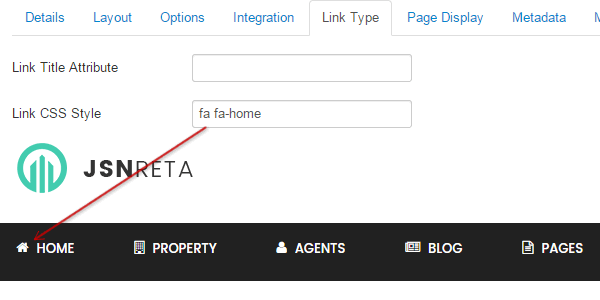 Details Layout Options Integration Link Type Page Display Metadata
Link Title Attribute
Link CSS Style fa fa-home
JSNRETA
HOME PROPERTY AGENTS BLOG PAGES